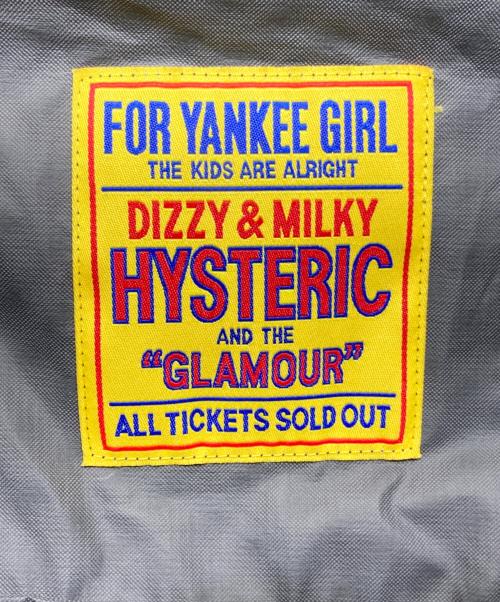 FOR YANKEE GIRL
THE KIDS ARE ALRIGHT
DIZZY & MILKY
HYSTERIC
AND THE
“GLAMOUR”
ALL TICKETS SOLD OUT